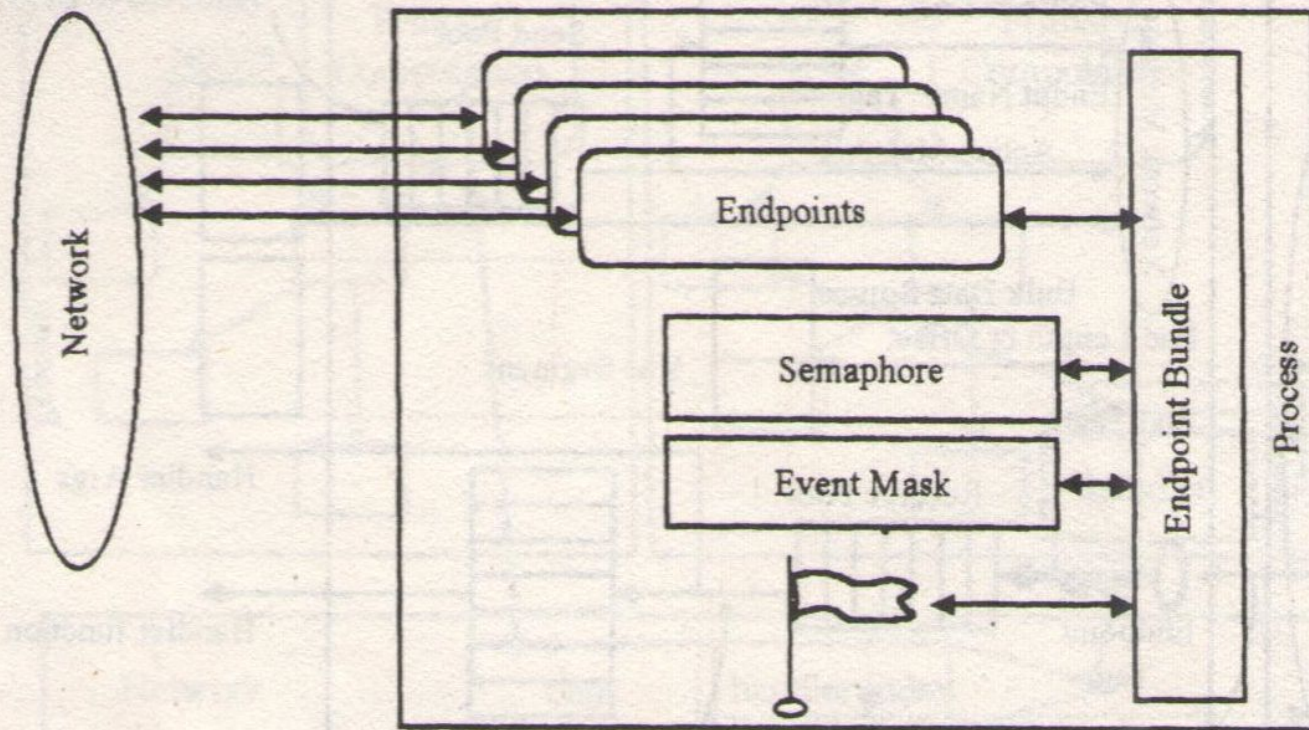 Network
Endpoints
Semaphore
Event Mask
Endpoint Bundle
Process